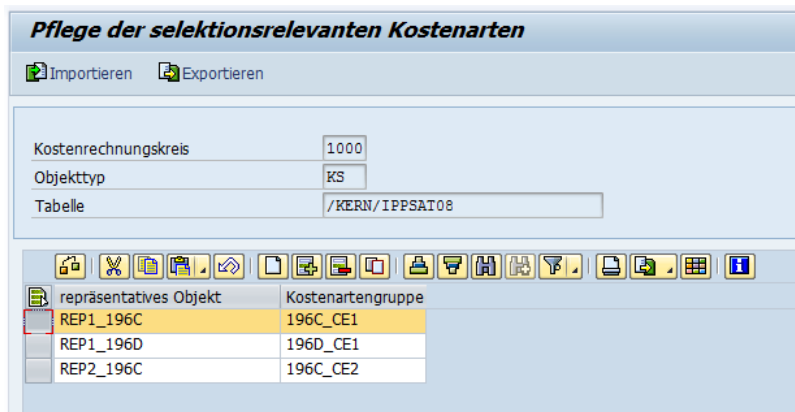 Pflege der selektionsrelevanten Kostenarten
Importieren Exportieren
Kostenrechnungskreis 1000
Objekttyp KS
Tabelle /KERN/IPPSAT08
repräsentatives Objekt Kostenartengruppe
REP1_196C 196C_CE1
REP1_196D 196D_CE1
REP2_196C 196C_CE2